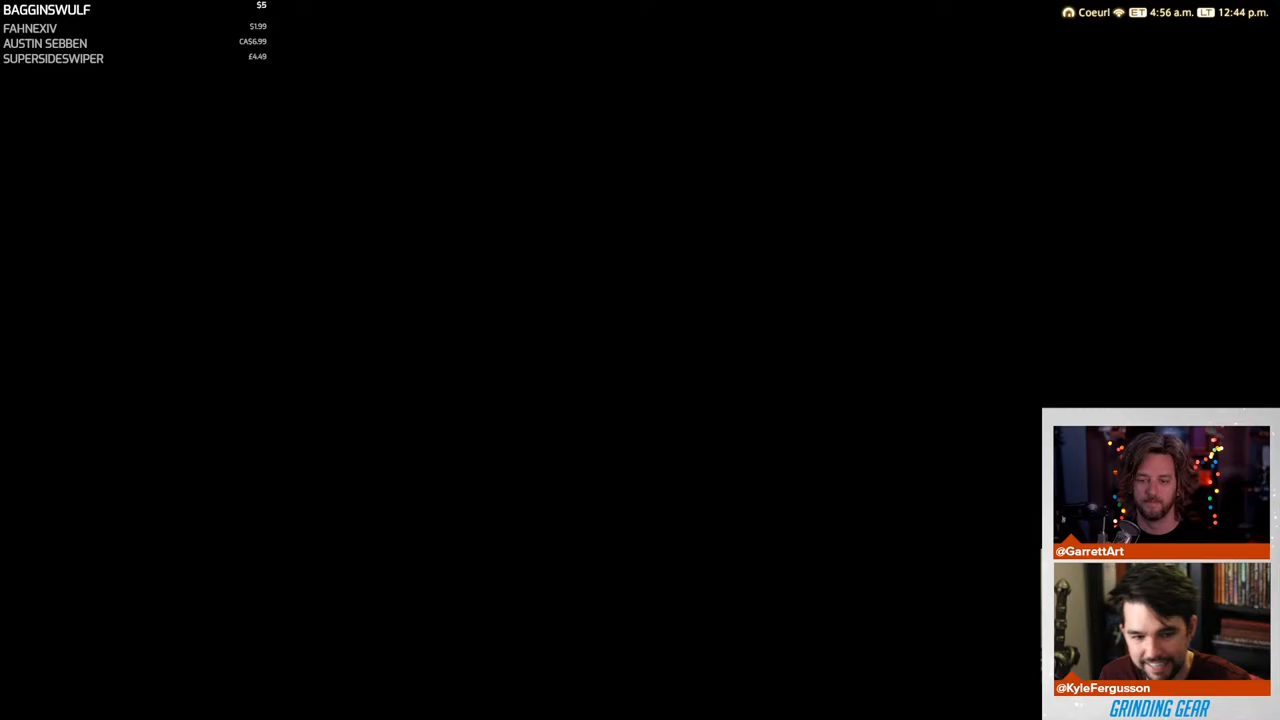 BAGGINSWULF $5
FAHNEXIV $1.99
AUSTIN SEBBEN CA$6.99
SUPERSIDESWIPER £4.49
Coeurl ET 4:56 a.m. LT 12:44 p.m.
@GarrettArt
@KyleFergusson
GRINDING GEAR